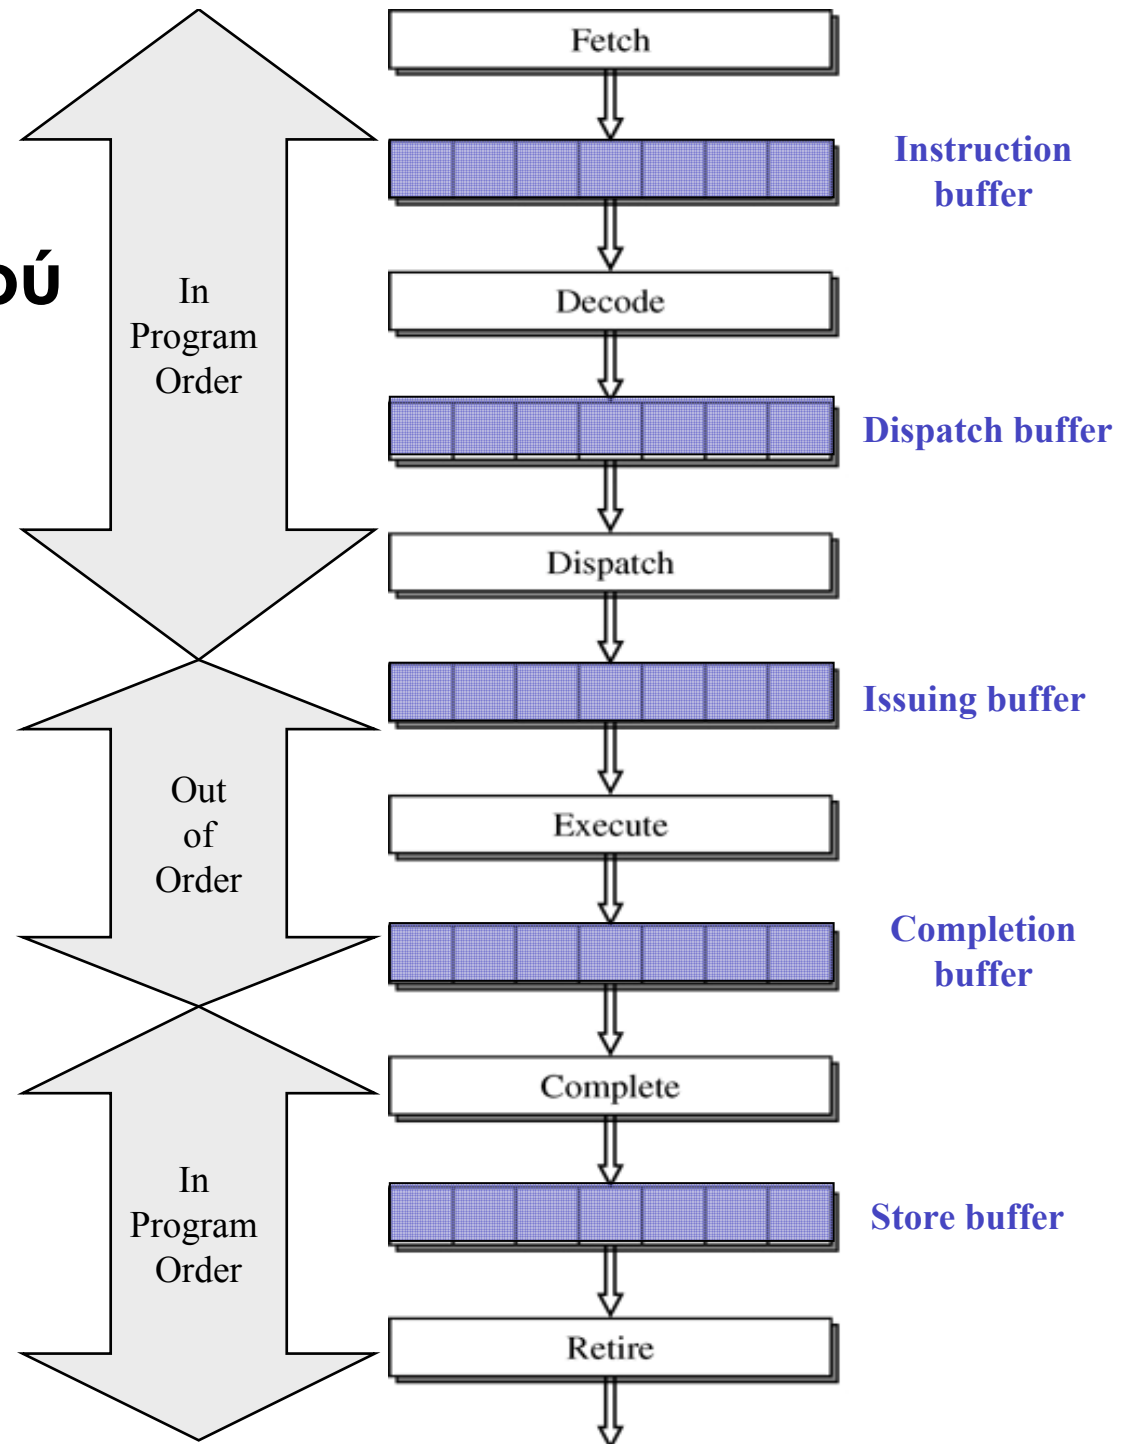 Fetch
Instruction
buffer
ού
In
Program
Order
Decode
Dispatch buffer
Dispatch
Issuing buffer
Out
of
Order
Execute
Completion
buffer
Complete
In
Program
Order
Store buffer
Retire